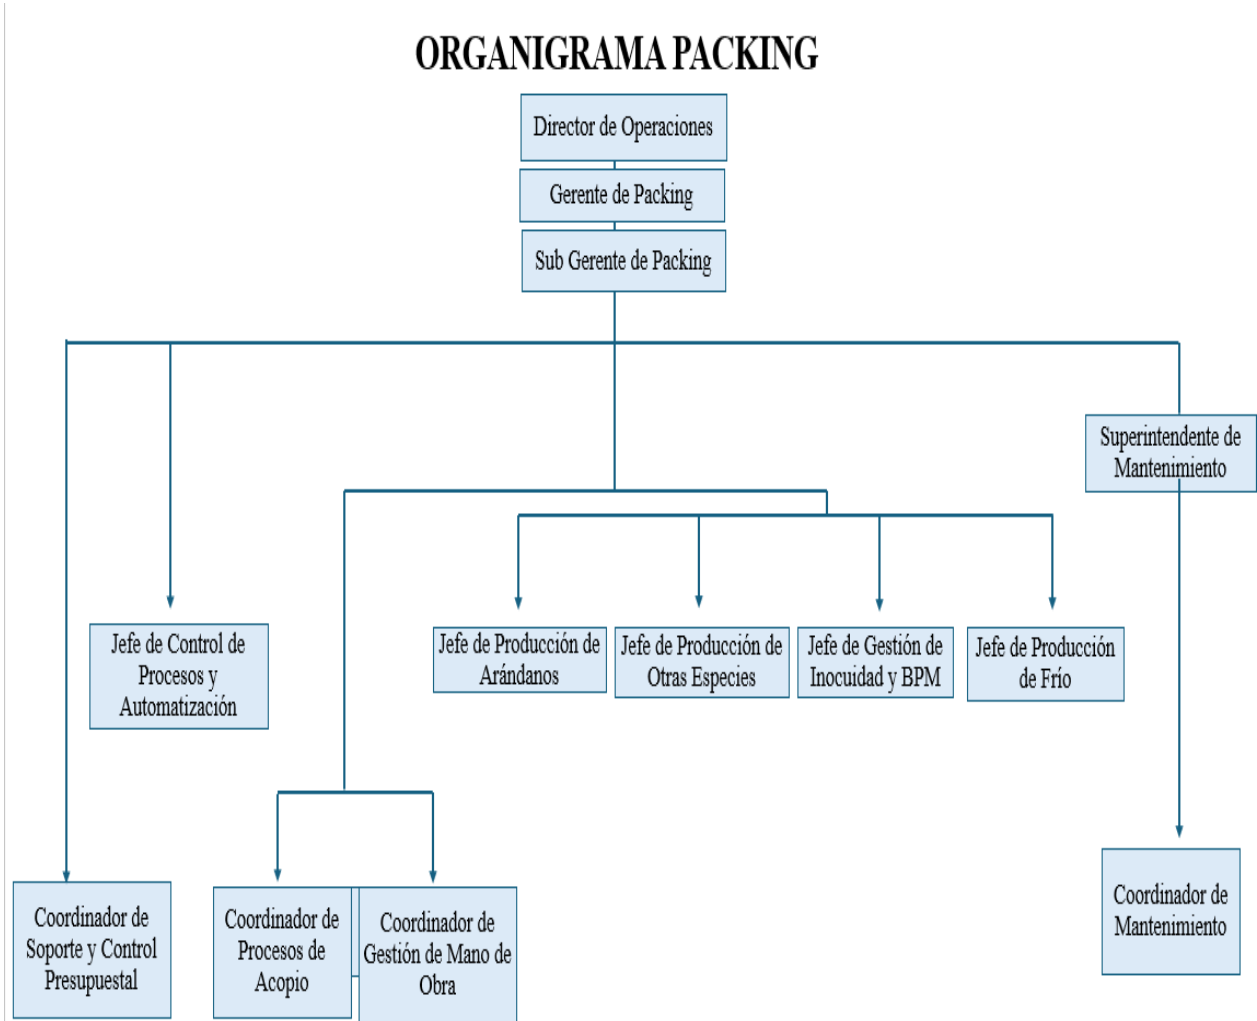 ORGANIGRAMA PACKING
Director de Operaciones
Gerente de Packing
Sub Gerente de Packing
Superintendente de
Mantenimiento
Jefe de Control de
Procesos y
Automatización
Jefe de Producción de
Arándanos
Jefe de Producción de
Otras Especies
Jefe de Gestión de
Inocuidad y BPM
Jefe de Producción
de Frío
Coordinador de
Soporte y Control
Presupuestal
Coordinador de
Procesos de
Acopio
Coordinador de
Gestión de Mano de
Obra
Coordinador de
Mantenimiento